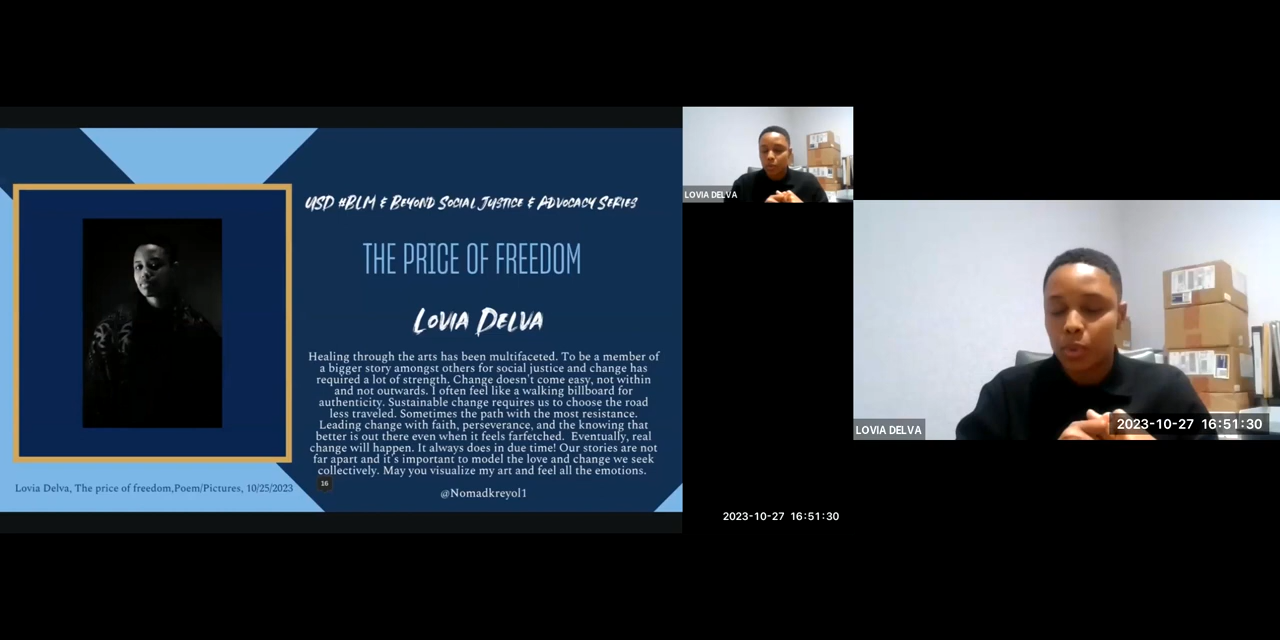 USD #BLM & BEYOND SOCIAL JUSTICE & ADVOCACY SERIES
THE PRICE OF FREEDOM
LOVIA DELVA
Healing through the arts has been multifaceted. To be a member of
a bigger story amongst others for social justice and change has
required a lot of strength. Change doesn't come easy, not within
and not outwards. I often feel like a walking billboard for
authenticity. Sustainable change requires us to choose the road
less traveled. Sometimes the path with the most resistance.
Leading change with faith, perseverance, and the knowing that
better is out there even when it feels farfetched. Eventually, real
change will happen. It always does in due time! Our stories are not
far apart and it's important to model the love and change we seek
collectively. May you visualize my art and feel all the emotions.
@Nomadkreyol1
Lovia Delva, The price of freedom,Poem/Pictures, 10/25/2023
16
LOVIA DELVA
2023-10-27 16:51:30
LOVIA DELVA
2023-10-27 16:51:30